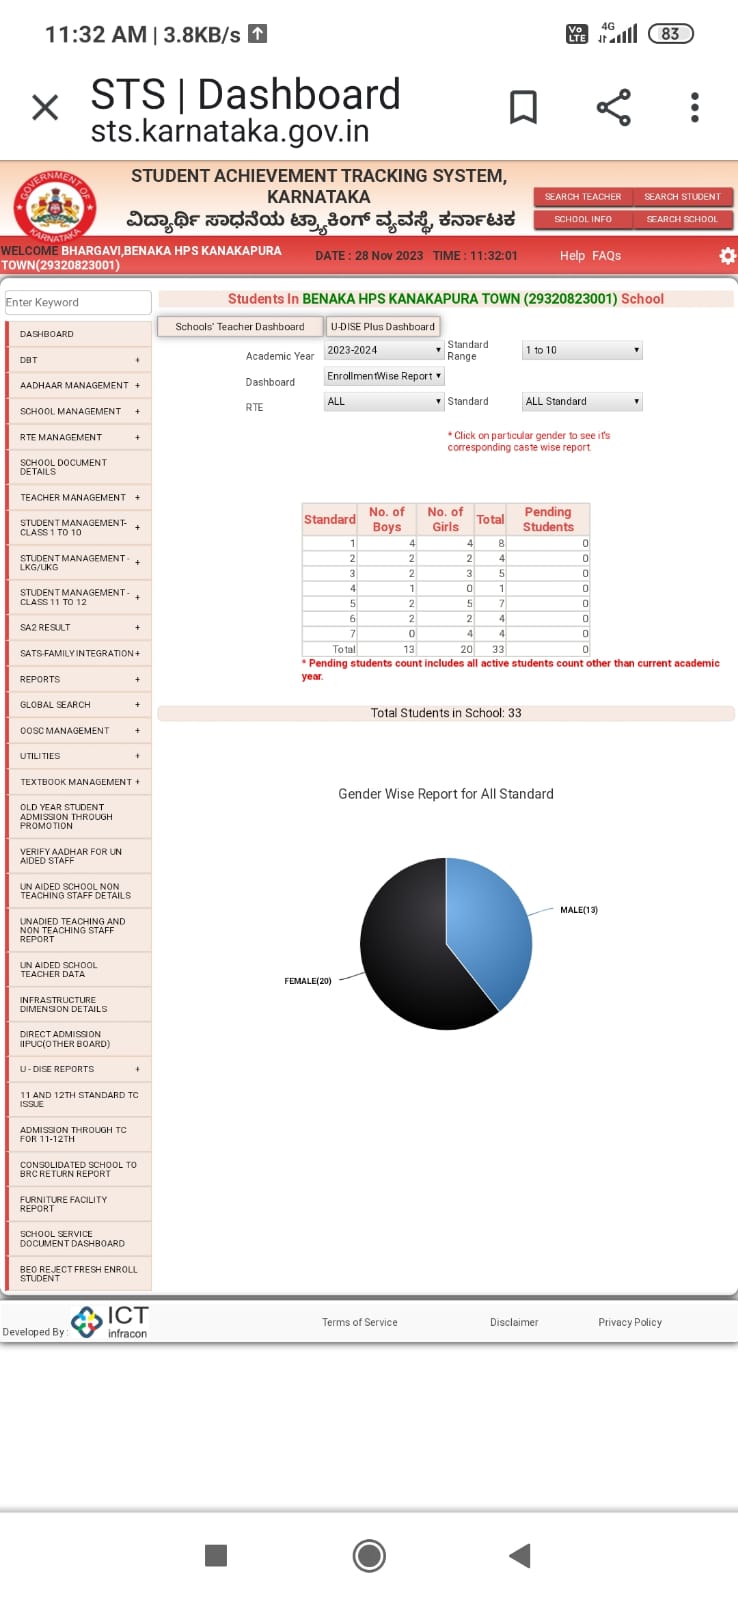 11:32 AM | 3.8KB/s
Vo LTE 4G 83
STS | Dashboard
sts.karnataka.gov.in
GOVERNMENT OF KARNATAKA
STUDENT ACHIEVEMENT TRACKING SYSTEM,
KARNATAKA
ವಿದ್ಯಾರ್ಥಿ ಸಾಧನೆಯ ಟ್ರ್ಯಾಕಿಂಗ್ ವ್ಯವಸ್ಥೆ, ಕರ್ನಾಟಕ
SEARCH TEACHER SEARCH STUDENT
SCHOOL INFO SEARCH SCHOOL
WELCOME BHARGAVI,BENAKA HPS KANAKAPURA
TOWN(29320823001)
DATE : 28 Nov 2023 TIME : 11:32:01
Help FAQs
Enter Keyword
DASHBOARD
DBT +
AADHAAR MANAGEMENT +
SCHOOL MANAGEMENT +
RTE MANAGEMENT +
SCHOOL DOCUMENT
DETAILS
TEACHER MANAGEMENT +
STUDENT MANAGEMENT-
CLASS 1 TO 10 +
STUDENT MANAGEMENT -
LKG/UKG +
STUDENT MANAGEMENT -
CLASS 11 TO 12 +
SA2 RESULT +
SATS-FAMILY INTEGRATION +
REPORTS +
GLOBAL SEARCH +
OOSC MANAGEMENT +
UTILITIES +
TEXTBOOK MANAGEMENT +
OLD YEAR STUDENT
ADMISSION THROUGH
PROMOTION
VERIFY AADHAR FOR UN
AIDED STAFF
UN AIDED SCHOOL NON
TEACHING STAFF DETAILS
UNADIED TEACHING AND
NON TEACHING STAFF
REPORT
UN AIDED SCHOOL
TEACHER DATA
INFRASTRUCTURE
DIMENSION DETAILS
DIRECT ADMISSION
IIPUC(OTHER BOARD)
U - DISE REPORTS +
11 AND 12TH STANDARD TC
ISSUE
ADMISSION THROUGH TC
FOR 11-12TH
CONSOLIDATED SCHOOL TO
BRC RETURN REPORT
FURNITURE FACILITY
REPORT
SCHOOL SERVICE
DOCUMENT DASHBOARD
BEO REJECT FRESH ENROLL
STUDENT
Students In BENAKA HPS KANAKAPURA TOWN (29320823001) School
Schools' Teacher Dashboard U-DISE Plus Dashboard
Academic Year 2023-2024 Standard Range 1 to 10
Dashboard EnrollmentWise Report
RTE ALL Standard ALL Standard
* Click on particular gender to see it's
corresponding caste wise report.
Standard No. of Boys No. of Girls Total Pending Students
1 4 4 8 0
2 2 2 4 0
3 2 3 5 0
4 1 0 1 0
5 2 5 7 0
6 2 2 4 0
7 0 4 4 0
Total 13 20 33 0
* Pending students count includes all active students count other than current academic
year.
Total Students in School: 33
Gender Wise Report for All Standard
MALE(13)
FEMALE(20)
Developed By : ICT infracon
Terms of Service Disclaimer Privacy Policy